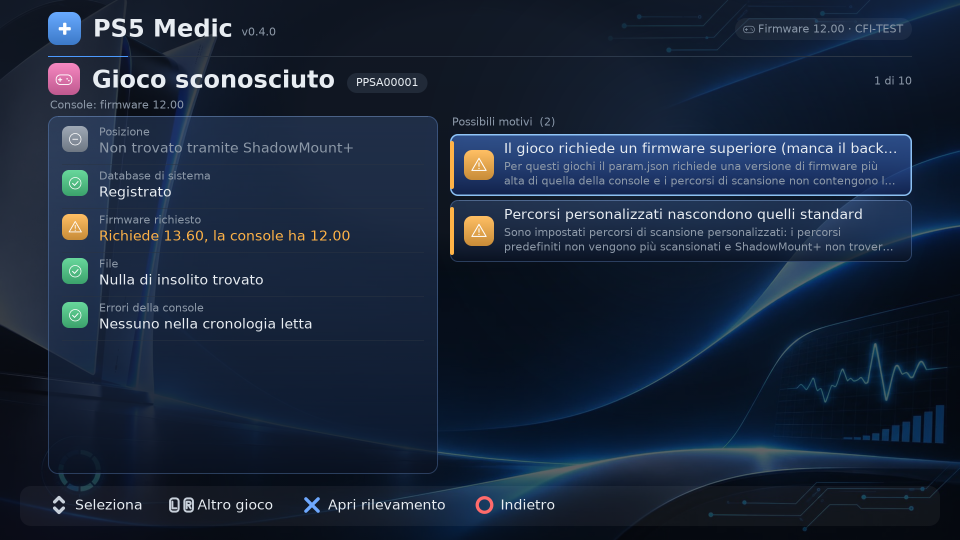 PS5 Medic v0.4.0
Firmware 12.00 · CFI-TEST
Gioco sconosciuto PPSA00001
1 di 10
Console: firmware 12.00
Posizione
Non trovato tramite ShadowMount+
Database di sistema
Registrato
Firmware richiesto
Richiede 13.60, la console ha 12.00
File
Nulla di insolito trovato
Errori della console
Nessuno nella cronologia letta
Possibili motivi (2)
Il gioco richiede un firmware superiore (manca il back…
Per questi giochi il param.json richiede una versione di firmware più
alta di quella della console e i percorsi di scansione non contengono l…
Percorsi personalizzati nascondono quelli standard
Sono impostati percorsi di scansione personalizzati: i percorsi
predefiniti non vengono più scansionati e ShadowMount+ non trover…
Seleziona L R Altro gioco Apri rilevamento Indietro